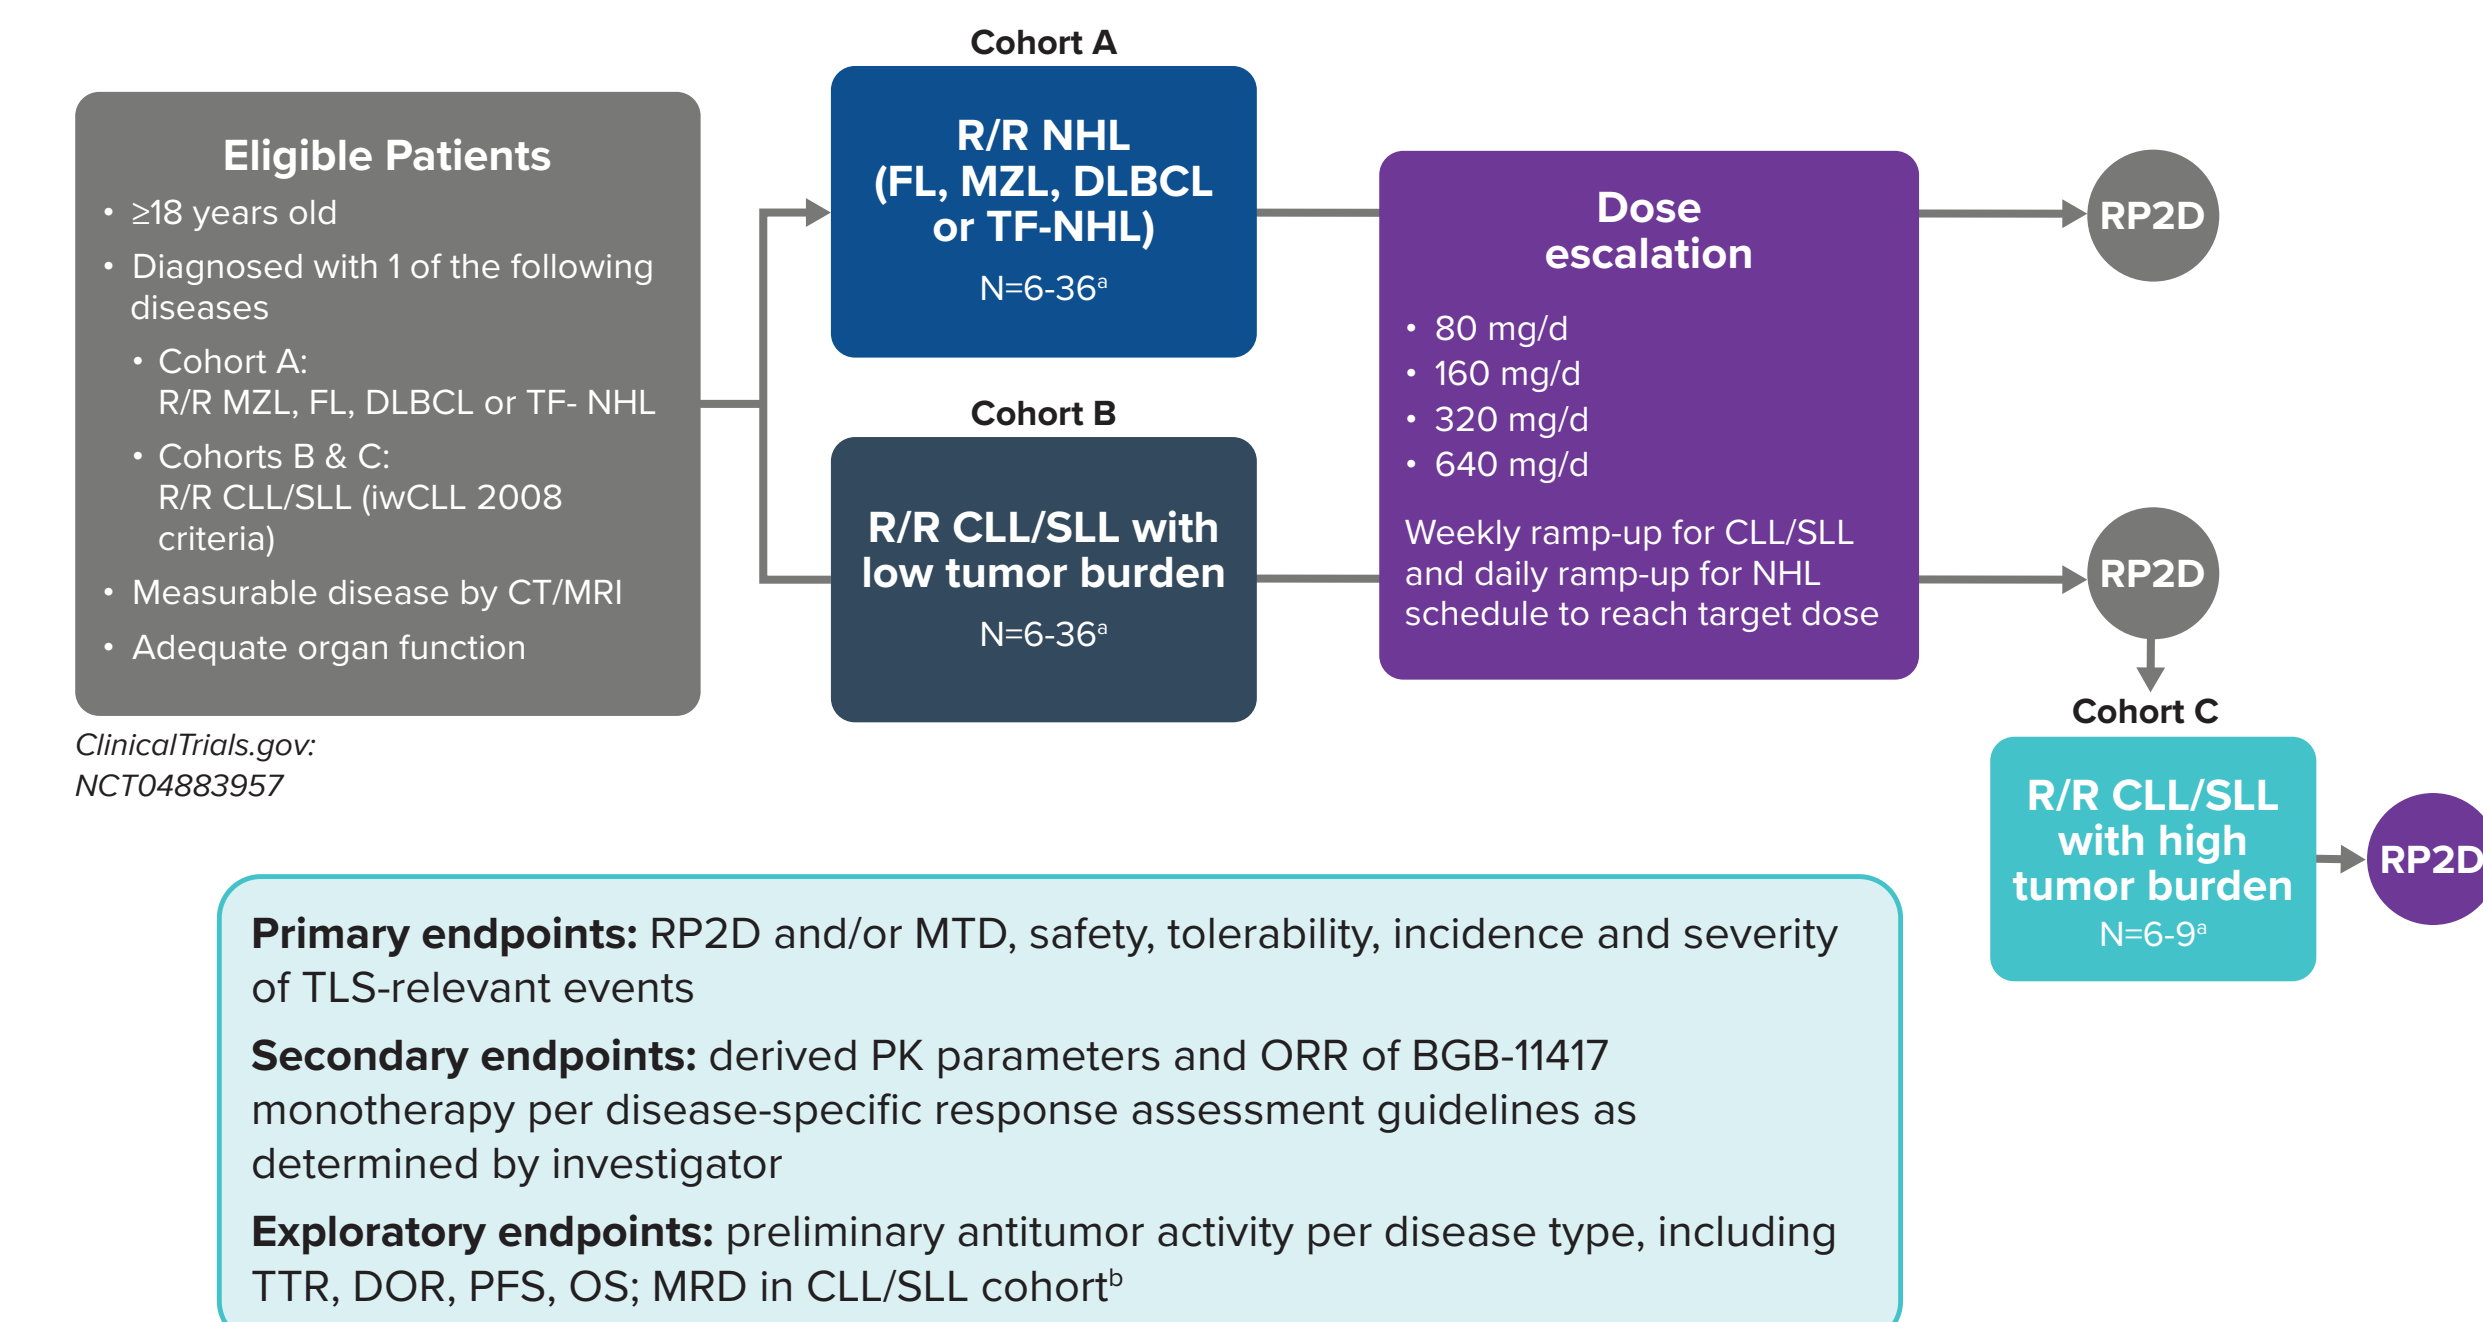 Eligible Patients
• ≥18 years old
• Diagnosed with 1 of the following
diseases
• Cohort A:
R/R MZL, FL, DLBCL or TF- NHL
• Cohorts B & C:
R/R CLL/SLL (iwCLL 2008
criteria)
• Measurable disease by CT/MRI
• Adequate organ function
ClinicalTrials.gov:
NCT04883957
Cohort A
R/R NHL
(FL, MZL, DLBCL
or TF-NHL)
N=6-36ᵃ
Cohort B
R/R CLL/SLL with
low tumor burden
N=6-36ᵃ
Dose
escalation
• 80 mg/d
• 160 mg/d
• 320 mg/d
• 640 mg/d
Weekly ramp-up for CLL/SLL
and daily ramp-up for NHL
schedule to reach target dose
RP2D
RP2D
Cohort C
R/R CLL/SLL
with high
tumor burden
N=6-9ᵃ
RP2D
Primary endpoints: RP2D and/or MTD, safety, tolerability, incidence and severity
of TLS-relevant events
Secondary endpoints: derived PK parameters and ORR of BGB-11417
monotherapy per disease-specific response assessment guidelines as
determined by investigator
Exploratory endpoints: preliminary antitumor activity per disease type, including
TTR, DOR, PFS, OS; MRD in CLL/SLL cohortᵇ